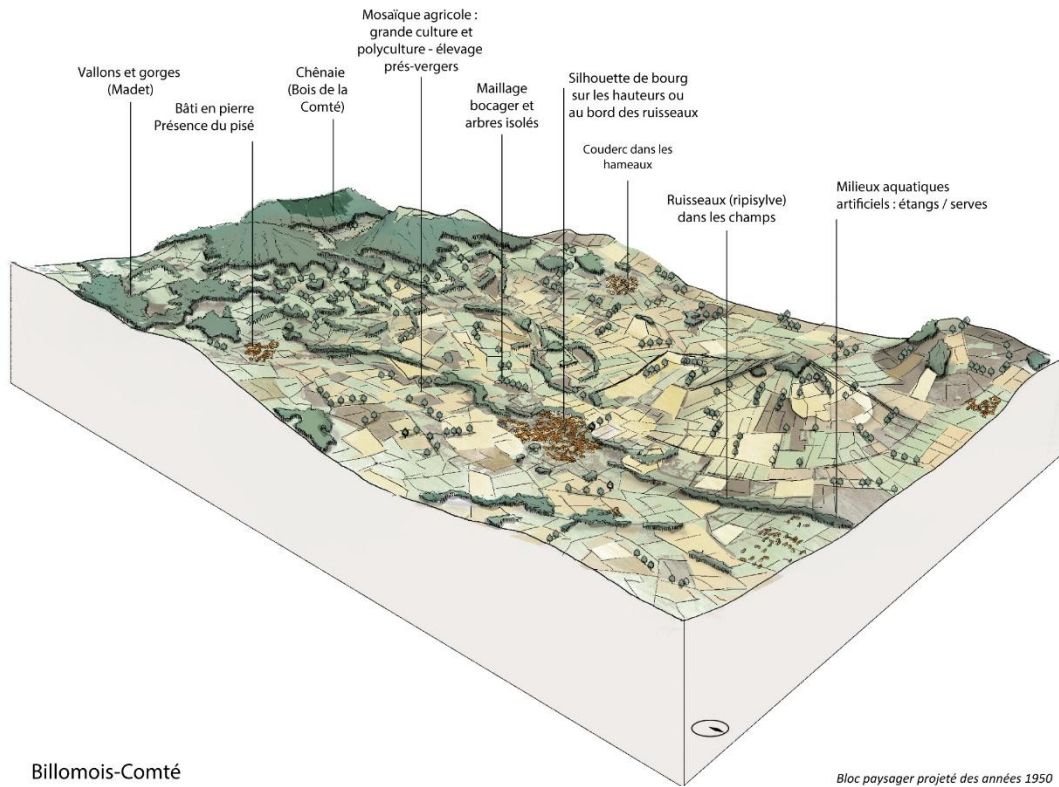 Mosaïque agricole :
grande culture et
polyculture - élevage
prés-vergers
Vallons et gorges
(Madet)
Chênaie
(Bois de la
Comté)
Bâti en pierre
Présence du pisé
Maillage
bocager et
arbres isolés
Silhouette de bourg
sur les hauteurs ou
au bord des ruisseaux
Couderc dans les
hameaux
Ruisseaux (ripisylve)
dans les champs
Milieux aquatiques
artificiels : étangs / serves
Billomois-Comté
Bloc paysager projeté des années 1950